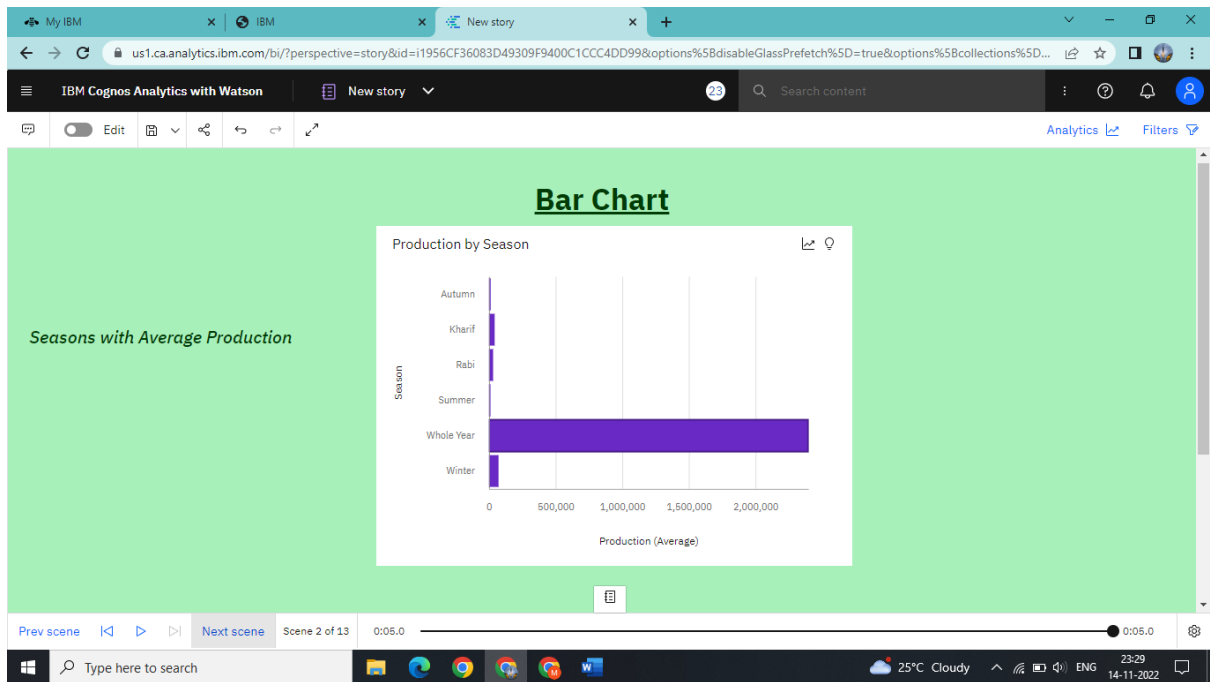 My IBM
IBM
New story
us1.ca.analytics.ibm.com/bi/?perspective=story&id=i1956CF36083D49309F9400C1CCC4DD99&options%5BdisableGlassPrefetch%5D=true&options%5Bcollections%5D...
IBM Cognos Analytics with Watson
New story
23
Search content
Edit
Analytics
Filters
Bar Chart
Seasons with Average Production
Production by Season
Season
Autumn
Kharif
Rabi
Summer
Whole Year
Winter
0 500,000 1,000,000 1,500,000 2,000,000
Production (Average)
Prev scene
Next scene
Scene 2 of 13
0:05.0
0:05.0
Type here to search
W
25°C Cloudy
ENG
23:29
14-11-2022